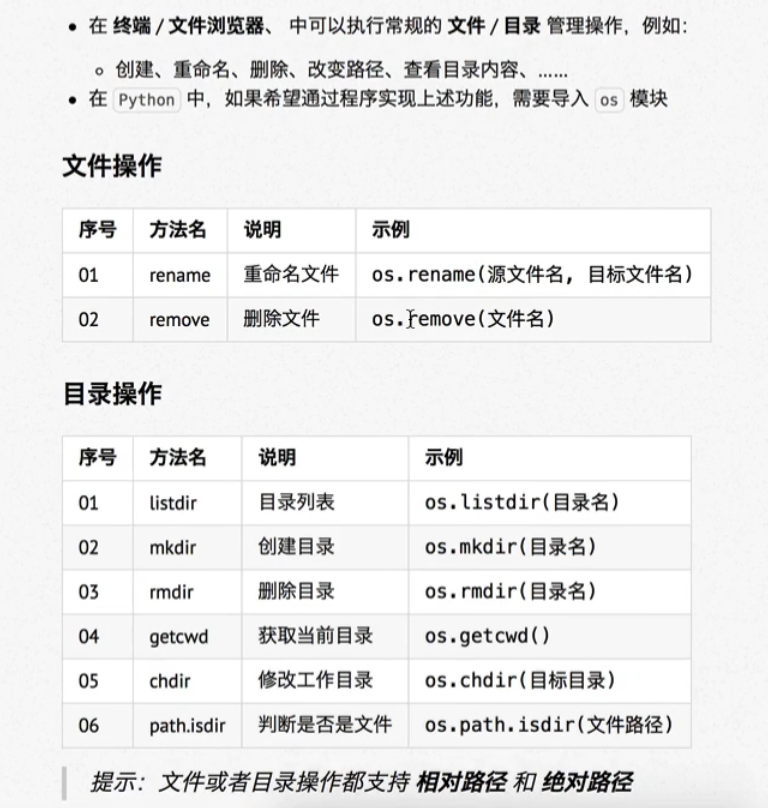 在 终端 / 文件浏览器、 中可以执行常规的 文件 / 目录 管理操作，例如：
创建、重命名、删除、改变路径、查看目录内容、……
在 Python 中，如果希望通过程序实现上述功能，需要导入 os 模块
文件操作
序号 方法名 说明 示例
01 rename 重命名文件 os.rename(源文件名, 目标文件名)
02 remove 删除文件 os.remove(文件名)
目录操作
序号 方法名 说明 示例
01 listdir 目录列表 os.listdir(目录名)
02 mkdir 创建目录 os.mkdir(目录名)
03 rmdir 删除目录 os.rmdir(目录名)
04 getcwd 获取当前目录 os.getcwd()
05 chdir 修改工作目录 os.chdir(目标目录)
06 path.isdir 判断是否是文件 os.path.isdir(文件路径)
提示：文件或者目录操作都支持 相对路径 和 绝对路径